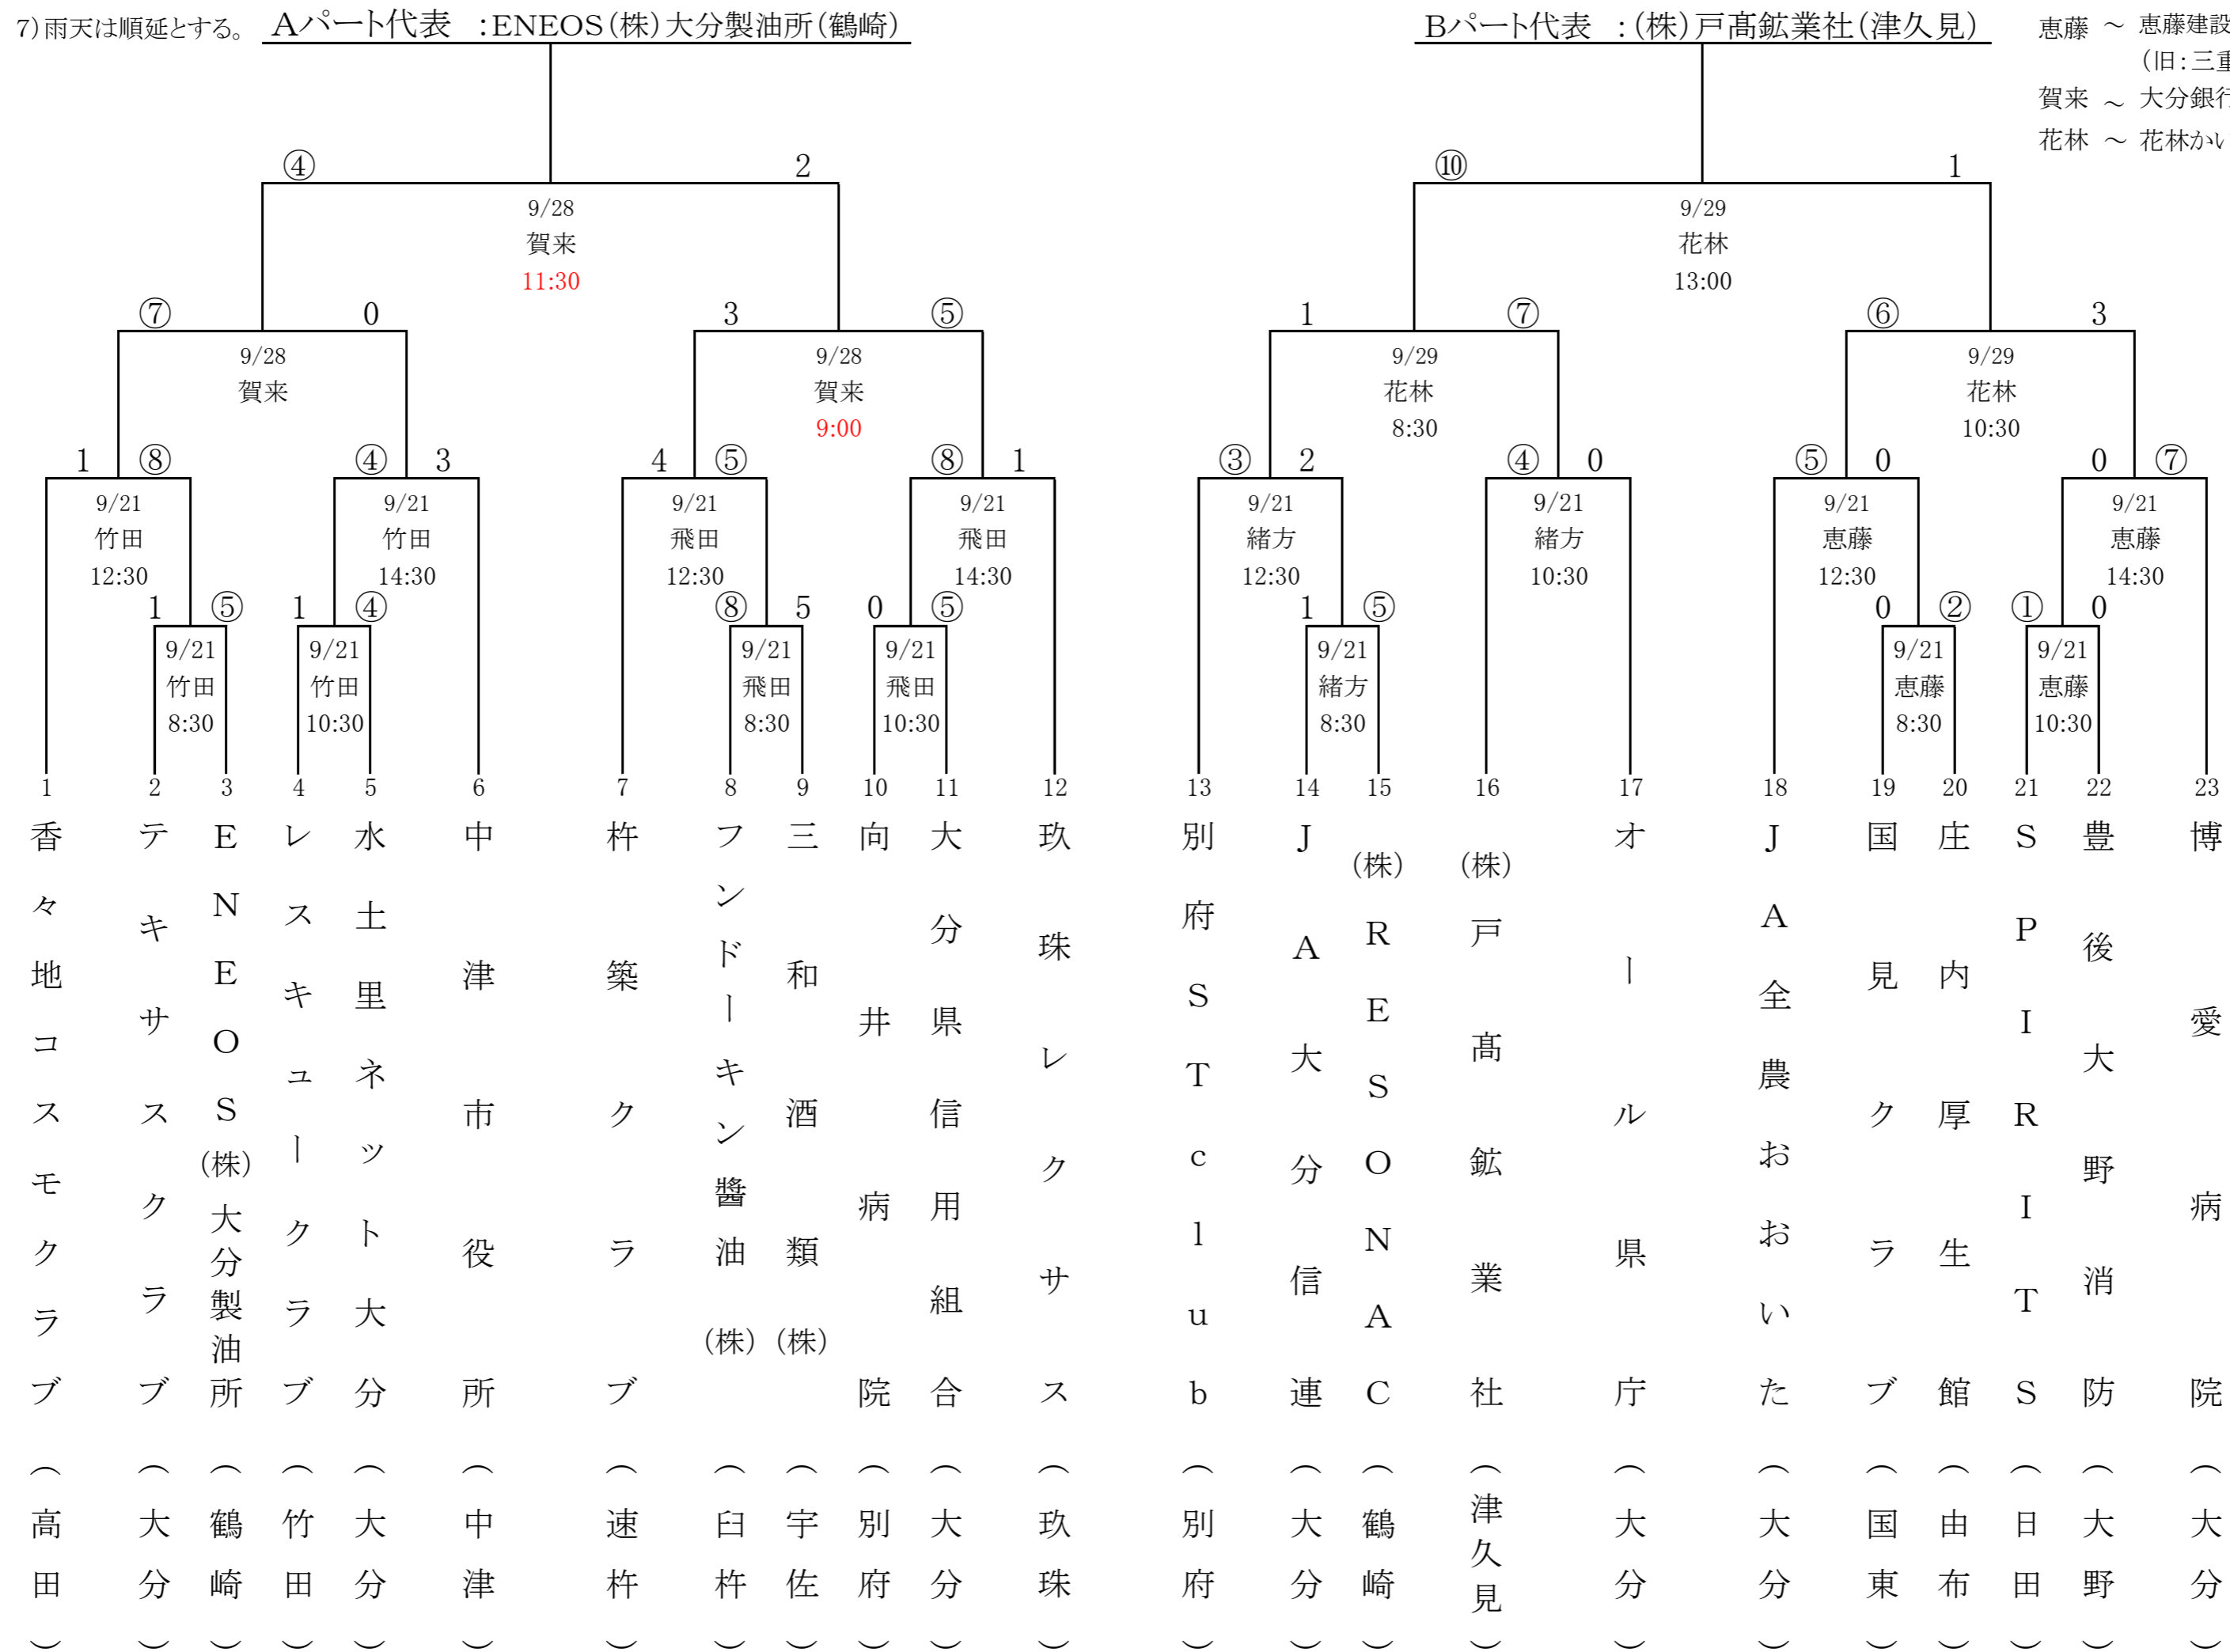 7)雨天は順延とする。
Aパート代表 :ENEOS(株)大分製油所(鶴崎)
Bパート代表 :(株)戸髙鉱業社(津久見)
恵藤 ～ 恵藤建設
(旧:三重
賀来 ～ 大分銀行
花林 ～ 花林かい
④ 2
9/28
賀来
11:30
⑩ 1
9/29
花林
13:00
⑦ 0
9/28
賀来
3 ⑤
9/28
賀来
9:00
1 ⑦
9/29
花林
8:30
⑥ 3
9/29
花林
10:30
1 ⑧
9/21
竹田
12:30
④ 3
9/21
竹田
14:30
4 ⑤
9/21
飛田
12:30
⑧ 1
9/21
飛田
14:30
③ 2
9/21
緒方
12:30
④ 0
9/21
緒方
10:30
⑤ 0
9/21
恵藤
12:30
0 ⑦
9/21
恵藤
14:30
1 ⑤
9/21
竹田
8:30
1 ④
9/21
竹田
10:30
⑧ 5
9/21
飛田
8:30
0 ⑤
9/21
飛田
10:30
1 ⑤
9/21
緒方
8:30
0 ②
9/21
恵藤
8:30
① 0
9/21
恵藤
10:30
1 香々地コスモクラブ(高田)
2 テキサスクラブ(大分)
3 ENEOS(株)大分製油所(鶴崎)
4 レスキュークラブ(竹田)
5 水土里ネット大分(大分)
6 中津市役所(中津)
7 杵築クラブ(速杵)
8 フンドーキン醬油(株)(臼杵)
9 三和酒類(株)(宇佐)
10 向井病院(別府)
11 大分県信用組合(大分)
12 玖珠レクサス(玖珠)
13 別府STclub(別府)
14 JA大分信連(大分)
15 (株)RESONAC(鶴崎)
16 (株)戸髙鉱業社(津久見)
17 オール県庁(大分)
18 JA全農おおいた(大分)
19 国見クラブ(国東)
20 庄内厚生館(由布)
21 SPIRITS(日田)
22 豊後大野消防(大野)
23 博愛病院(大分)